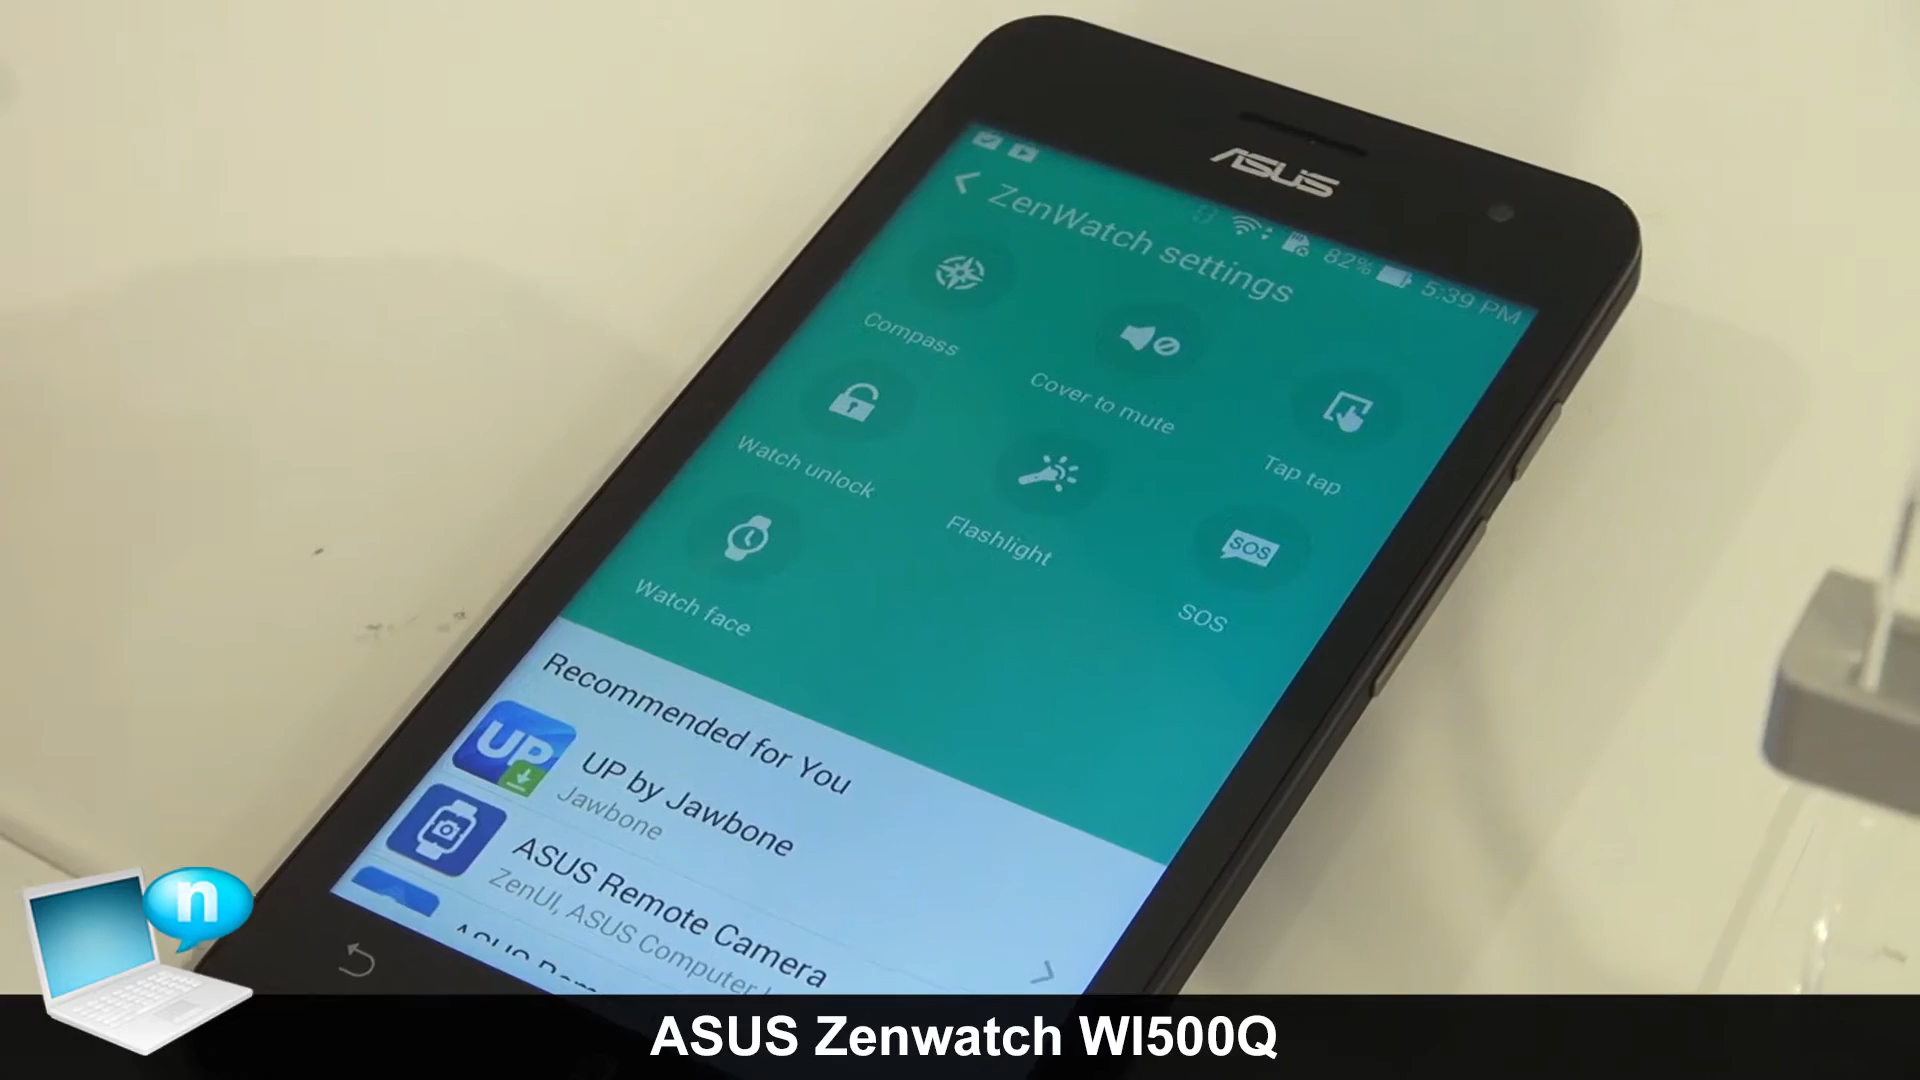 ASUS
82% 5:39 PM
ZenWatch settings
Compass
Cover to mute
Tap tap
Watch unlock
Flashlight
SOS
SOS
Watch face
Recommended for You
UP
UP by Jawbone
Jawbone
ASUS Remote Camera
ZenUI, ASUS Computer
ASUS
n
ASUS Zenwatch WI500Q